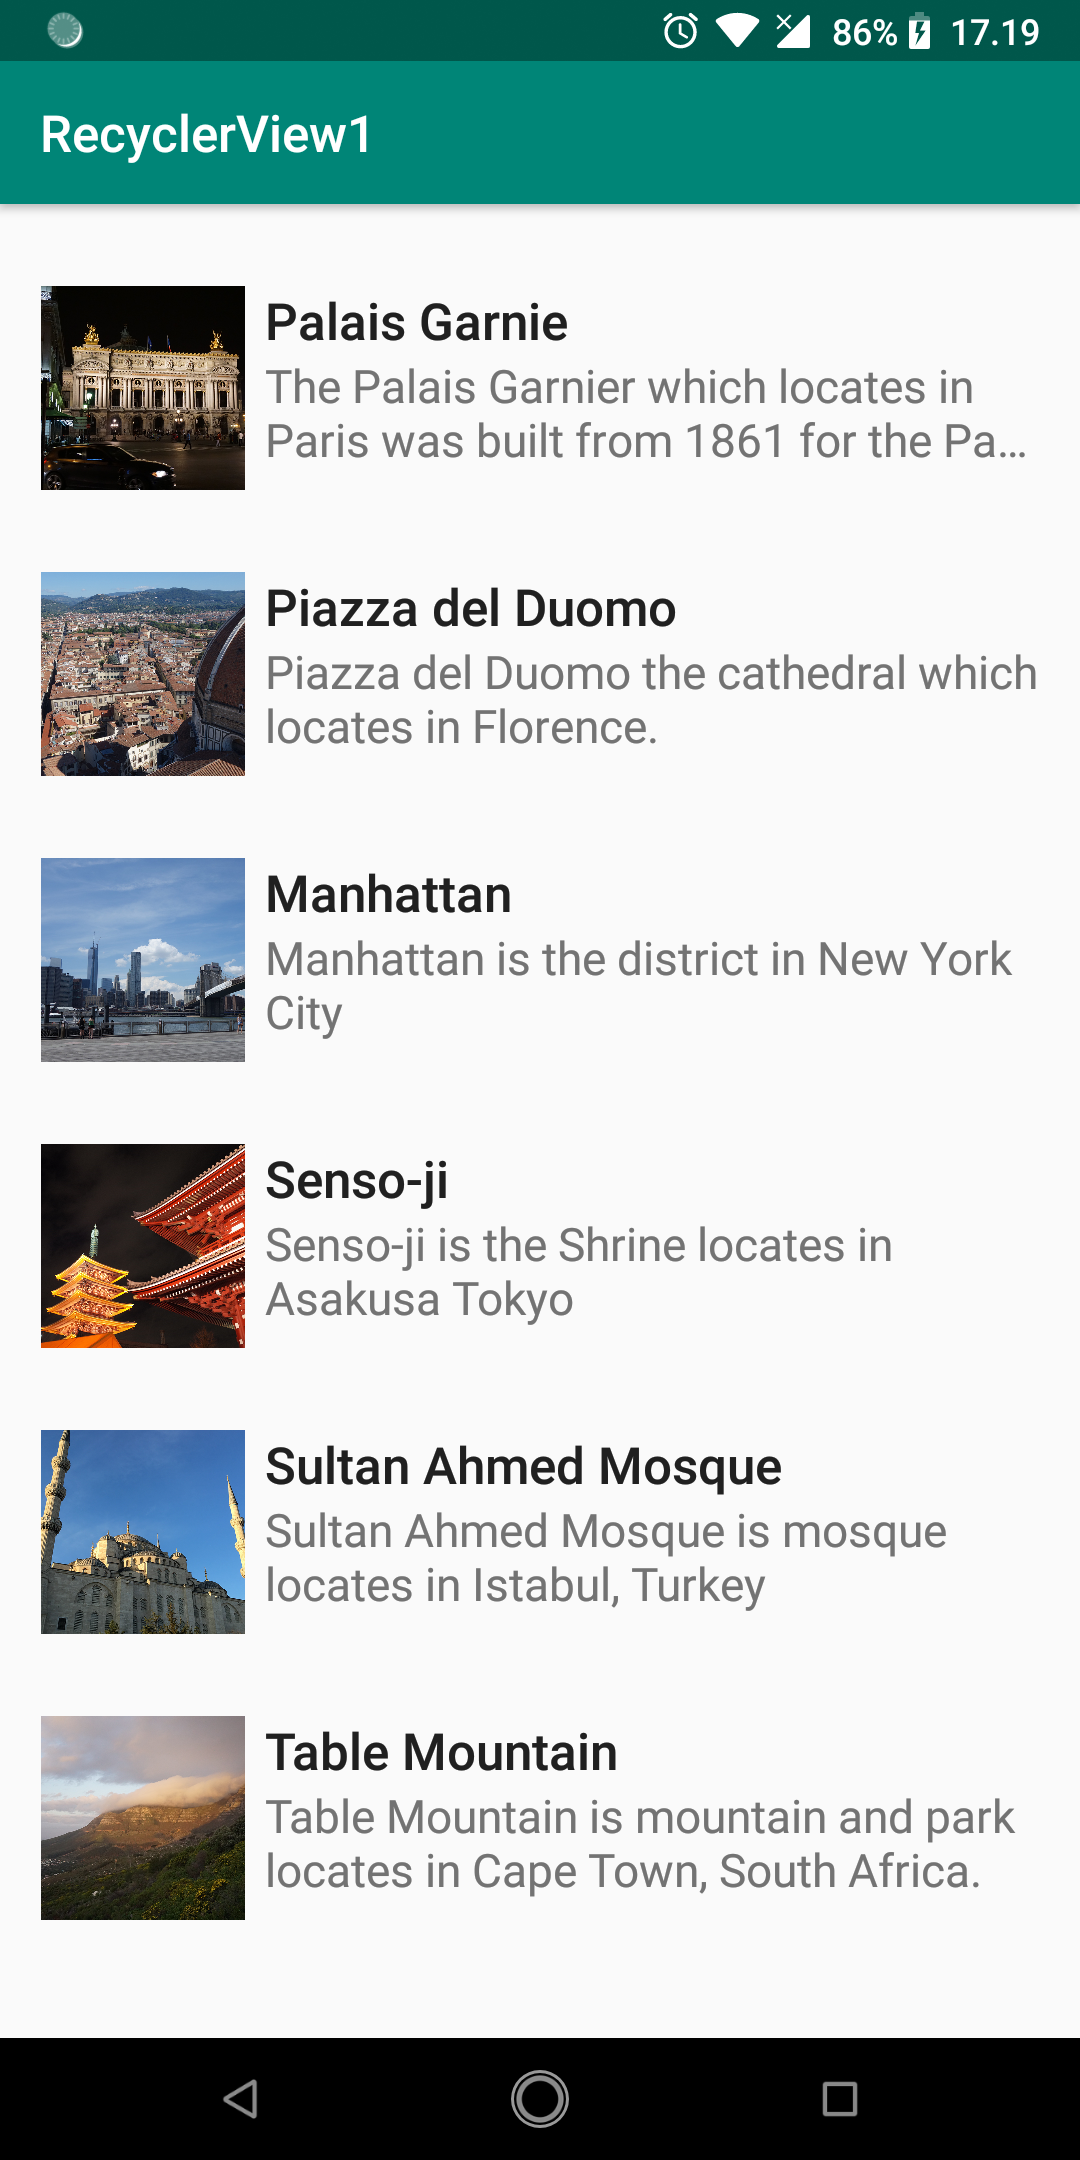 86% 17.19
RecyclerView1
Palais Garnie
The Palais Garnier which locates in
Paris was built from 1861 for the Pa...
Piazza del Duomo
Piazza del Duomo the cathedral which
locates in Florence.
Manhattan
Manhattan is the district in New York
City
Senso-ji
Senso-ji is the Shrine locates in
Asakusa Tokyo
Sultan Ahmed Mosque
Sultan Ahmed Mosque is mosque
locates in Istabul, Turkey
Table Mountain
Table Mountain is mountain and park
locates in Cape Town, South Africa.